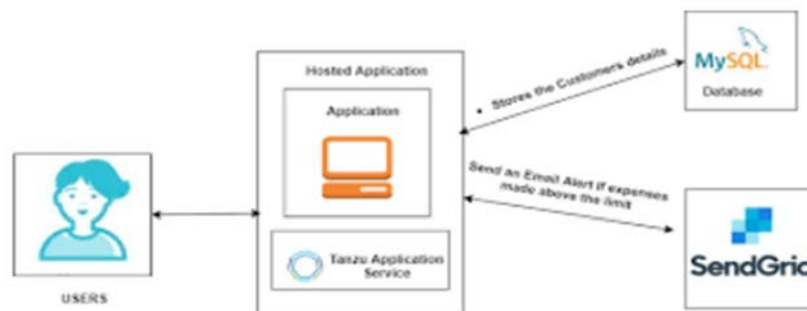 Hosted Application
Application
Tanzu Application
Service
USERS
• Stores the Customers details
MySQL
Database
Send an Email Alert if expenses
made above the limit
SendGrid